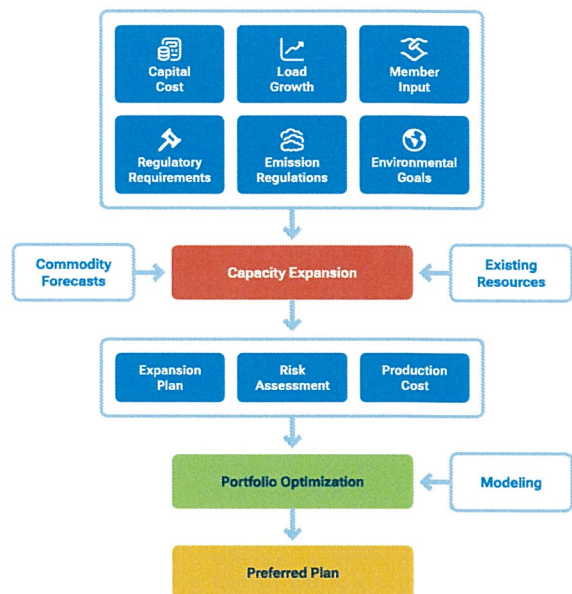 Capital
Cost
Load
Growth
Member
Input
Regulatory
Requirements
Emission
Regulations
Environmental
Goals
Commodity
Forecasts
Capacity Expansion
Existing
Resources
Expansion
Plan
Risk
Assessment
Production
Cost
Portfolio Optimization
Modeling
Preferred Plan